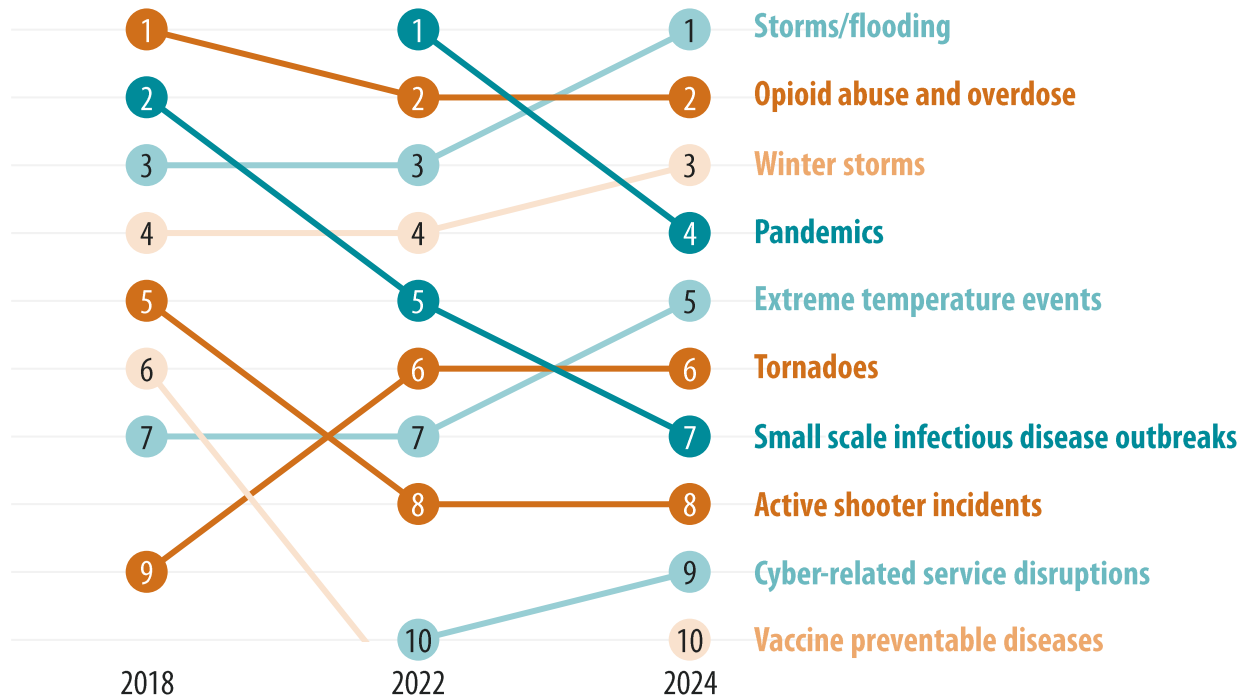 1 1 1 Storms/flooding
2 2 2 Opioid abuse and overdose
3 3 3 Winter storms
4 4 4 Pandemics
5 5 5 Extreme temperature events
6 6 6 Tornadoes
7 7 7 Small scale infectious disease outbreaks
8 8 Active shooter incidents
9 9 Cyber-related service disruptions
10 10 Vaccine preventable diseases
2018 2022 2024